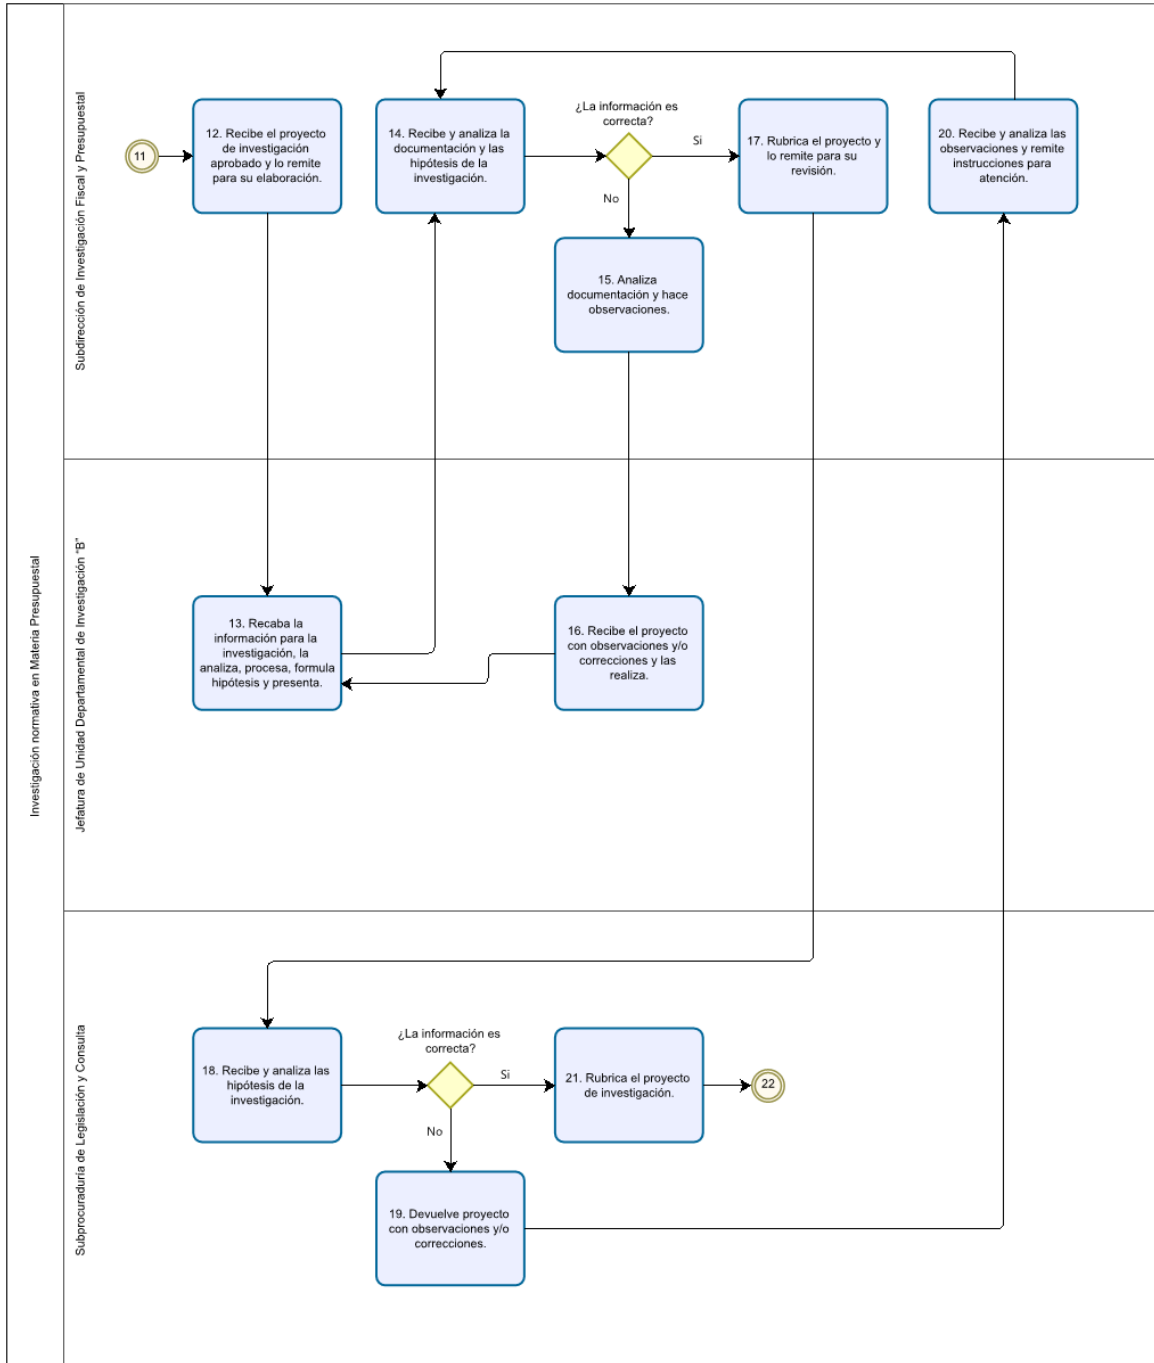 Investigación normativa en Materia Presupuestal
Subdirección de Investigación Fiscal y Presupuestal
11
12. Recibe el proyecto
de investigación
aprobado y lo remite
para su elaboración.
14. Recibe y analiza la
documentación y las
hipótesis de la
investigación.
¿La información es
correcta?
Si
No
17. Rubrica el proyecto y
lo remite para su
revisión.
20. Recibe y analiza las
observaciones y remite
instrucciones para
atención.
15. Analiza
documentación y hace
observaciones.
Jefatura de Unidad Departamental de Investigación "B"
13. Recaba la
información para la
investigación, la
analiza, procesa, formula
hipótesis y presenta.
16. Recibe el proyecto
con observaciones y/o
correcciones y las
realiza.
Subprocuraduría de Legislación y Consulta
18. Recibe y analiza las
hipótesis de la
investigación.
¿La información es
correcta?
Si
No
21. Rubrica el proyecto
de investigación.
22
19. Devuelve proyecto
con observaciones y/o
correcciones.